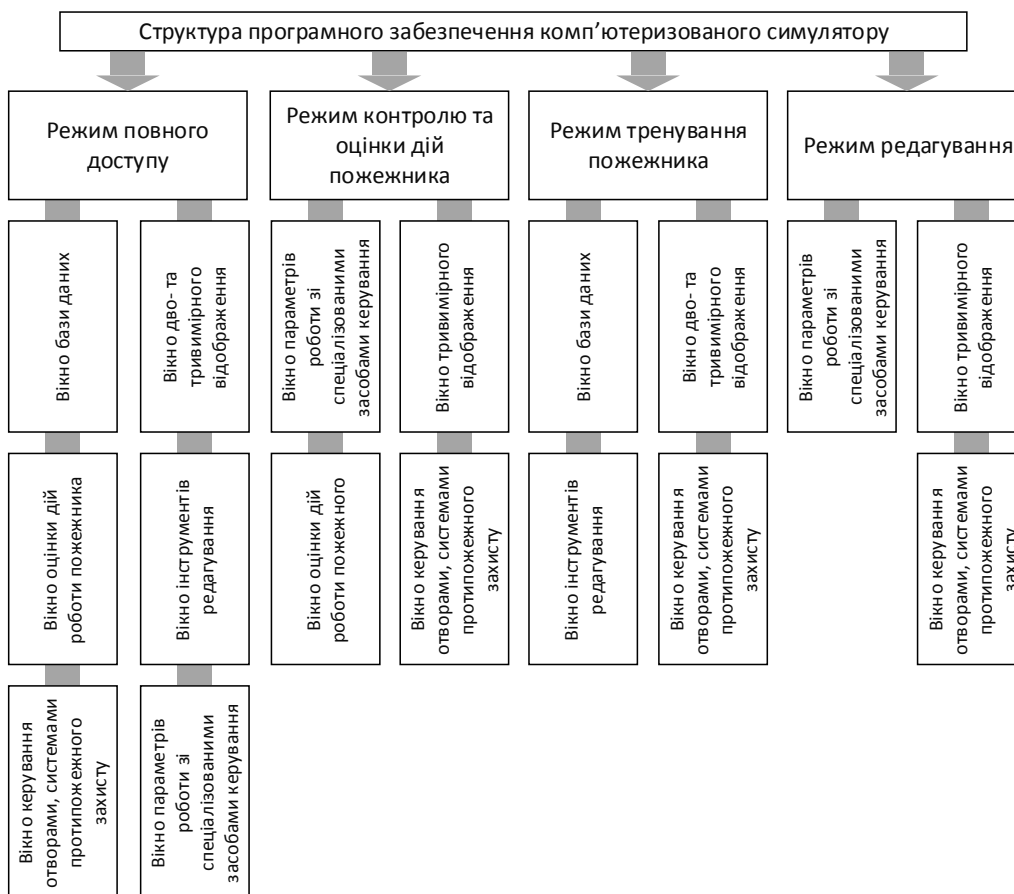 Структура програмного забезпечення комп’ютеризованого симулятору
Режим повного
доступу
Режим контролю та
оцінки дій
пожежника
Режим тренування
пожежника
Режим редагування
Вікно бази даних
Вікно дво- та
тривимірного
відображення
Вікно параметрів
роботи зі
спеціалізованими
засобами керування
Вікно тривимірного
відображення
Вікно бази даних
Вікно дво- та
тривимірного
відображення
Вікно параметрів
роботи зі
спеціалізованими
засобами керування
Вікно тривимірного
відображення
Вікно оцінки дій
роботи пожежника
Вікно інструментів
редагування
Вікно оцінки дій
роботи пожежного
Вікно керування
отворами, системами
протипожежного
захисту
Вікно інструментів
редагування
Вікно керування
отворами, системами
протипожежного
захисту
Вікно керування
отворами, системами
протипожежного
захисту
Вікно керування
отворами, системами
протипожежного
захисту
Вікно параметрів
роботи зі
спеціалізованими
засобами керування